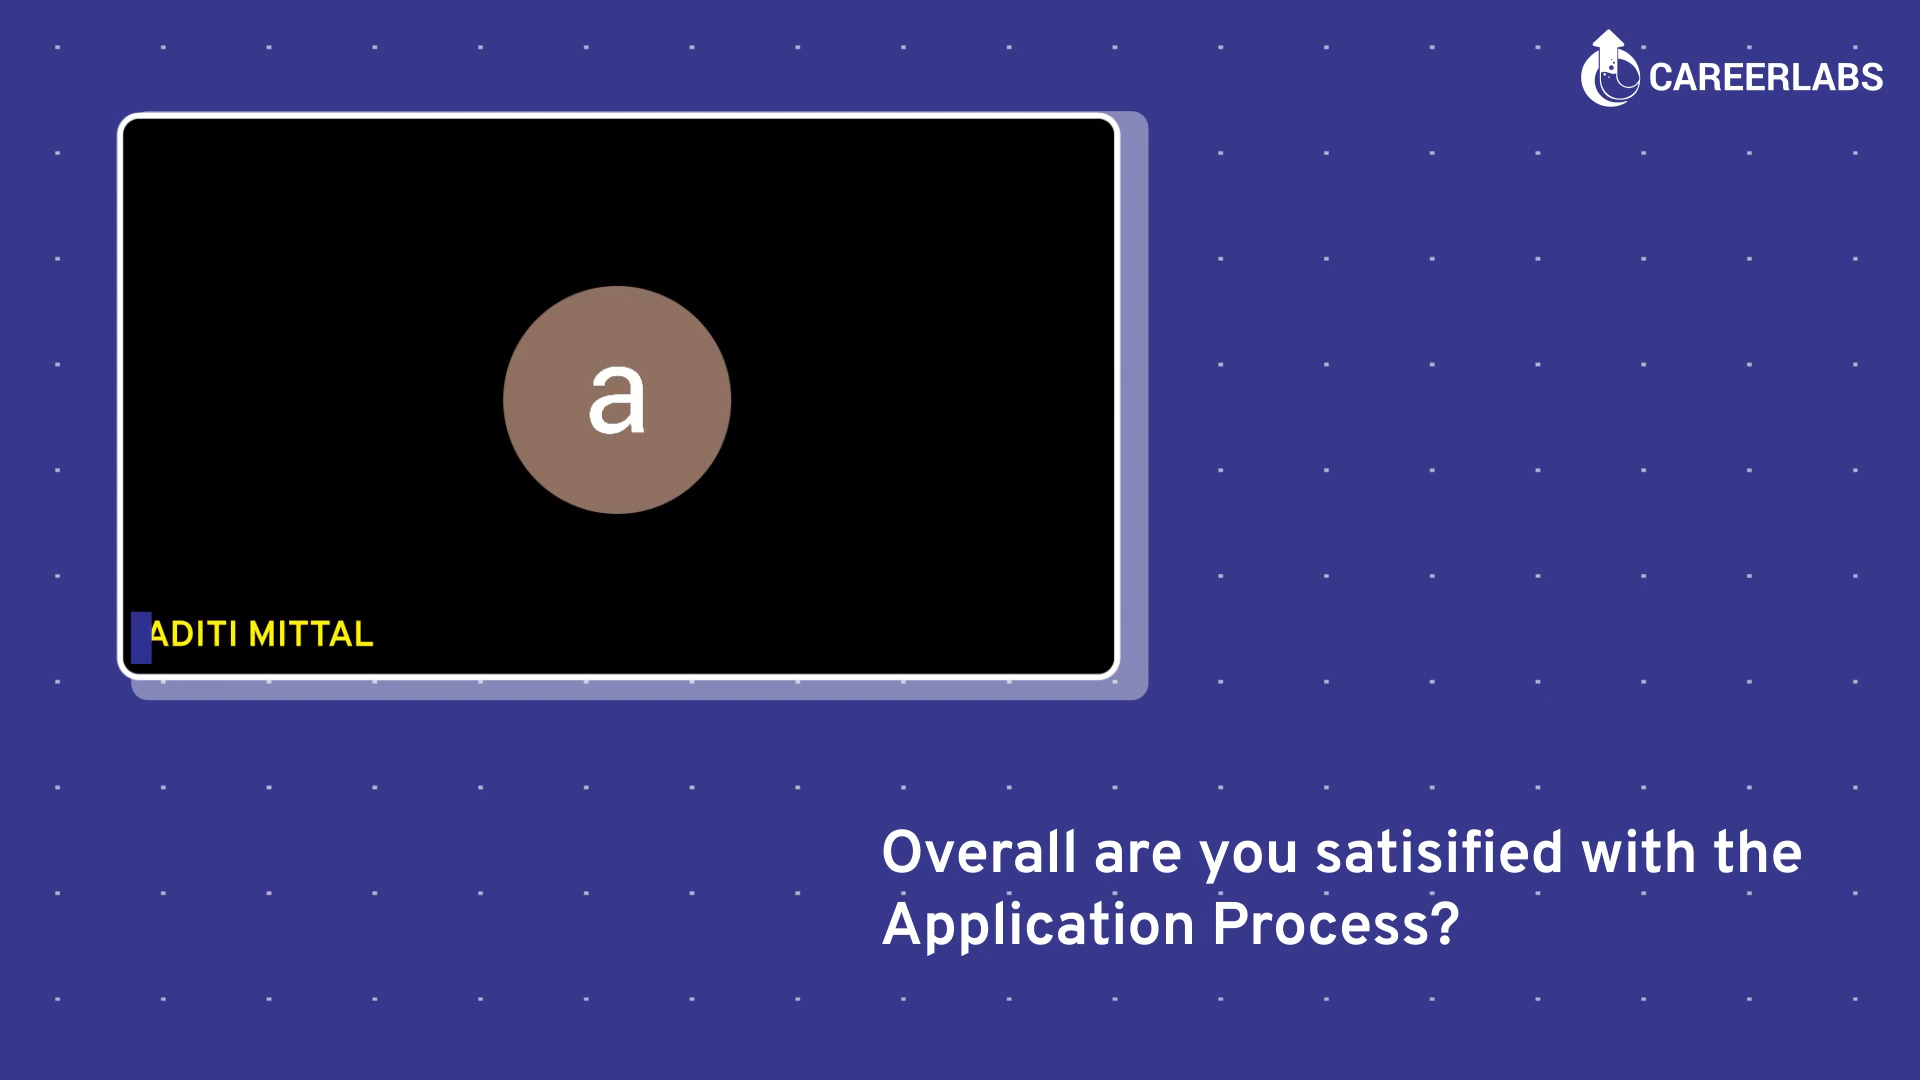 CAREERLABS
a
ADITI MITTAL
Overall are you satisified with the
Application Process?